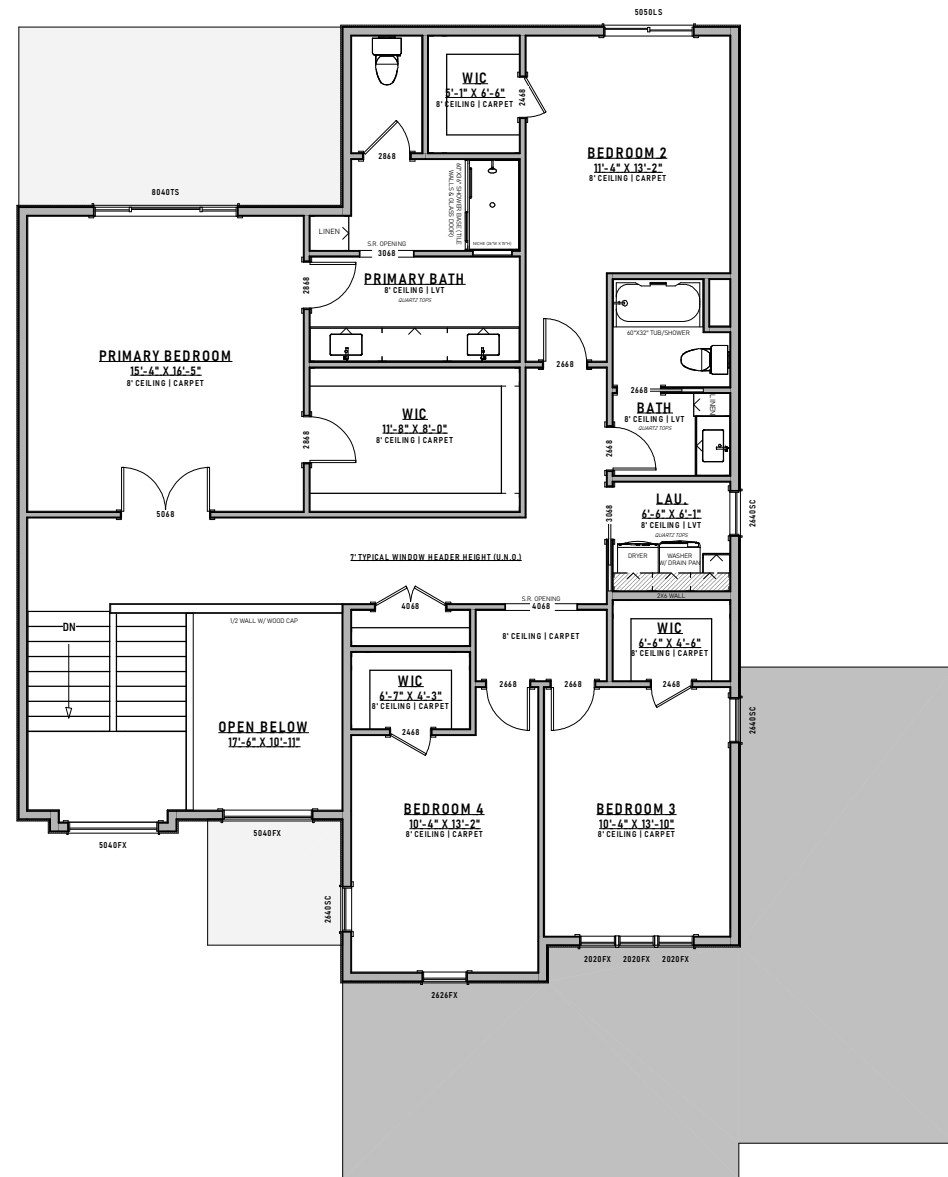 5050LS
WIC
5'-1" X 6'-6"
8' CEILING | CARPET
2468
BEDROOM 2
11'-4" X 13'-2"
8' CEILING | CARPET
2868
60"X36" SHOWER BASE (TILE
WALLS & GLASS DOOR)
8040TS
LINEN
S.R. OPENING
3068
2868
PRIMARY BATH
8' CEILING | LVT
QUARTZ TOPS
60"X32" TUB/SHOWER
PRIMARY BEDROOM
15'-4" X 16'-5"
8' CEILING | CARPET
2668
2668
BATH
8' CEILING | LVT
QUARTZ TOPS
LINEN
2668
WIC
11'-8" X 8'-0"
8' CEILING | CARPET
2868
5068
LAU.
6'-6" X 6'-1"
8' CEILING | LVT
QUARTZ TOPS
3068
2640SC
DRYER
WASHER
W/ DRAIN PAN
2X6 WALL
7' TYPICAL WINDOW HEADER HEIGHT (U.N.O.)
4068
S.R. OPENING
4068
DN
1/2 WALL W/ WOOD CAP
8' CEILING | CARPET
WIC
6'-6" X 4'-6"
8' CEILING | CARPET
2468
WIC
6'-7" X 4'-3"
8' CEILING | CARPET
2668
2668
2468
2640SC
OPEN BELOW
17'-6" X 10'-11"
BEDROOM 4
10'-4" X 13'-2"
8' CEILING | CARPET
BEDROOM 3
10'-4" X 13'-10"
8' CEILING | CARPET
5040FX
5040FX
2640SC
2020FX
2020FX
2020FX
2626FX